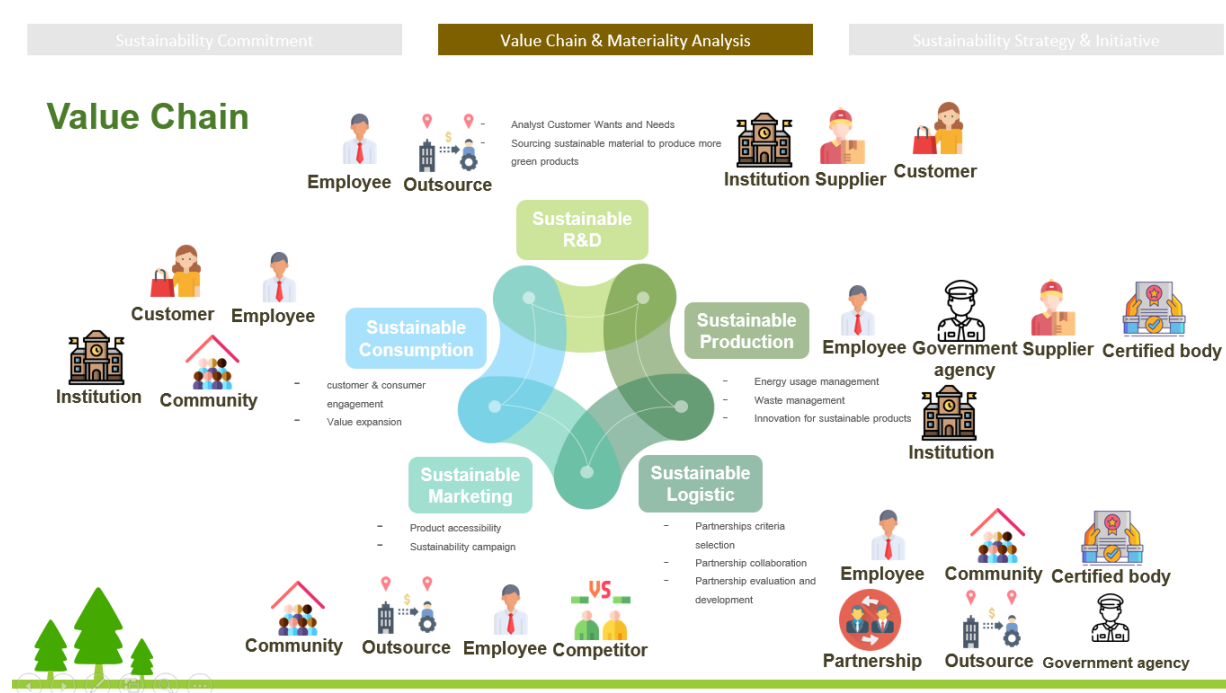 Sustainability Commitment
Value Chain & Materiality Analysis
Sustainability Strategy & Initiative
Value Chain
Employee
Outsource
- Analyst Customer Wants and Needs
- Sourcing sustainable material to produce more
green products
Institution
Supplier
Customer
Sustainable
R&D
Customer
Employee
Institution
Community
Sustainable
Consumption
- customer & consumer
engagement
- Value expansion
Sustainable
Production
- Energy usage management
- Waste management
- Innovation for sustainable products
Employee
Government
agency
Supplier
Certified body
Institution
Sustainable
Marketing
- Product accessibility
- Sustainability campaign
Community
Outsource
Employee
VS
Competitor
Sustainable
Logistic
- Partnerships criteria
selection
- Partnership collaboration
- Partnership evaluation and
development
Employee
Community
Certified body
Partnership
Outsource
Government agency